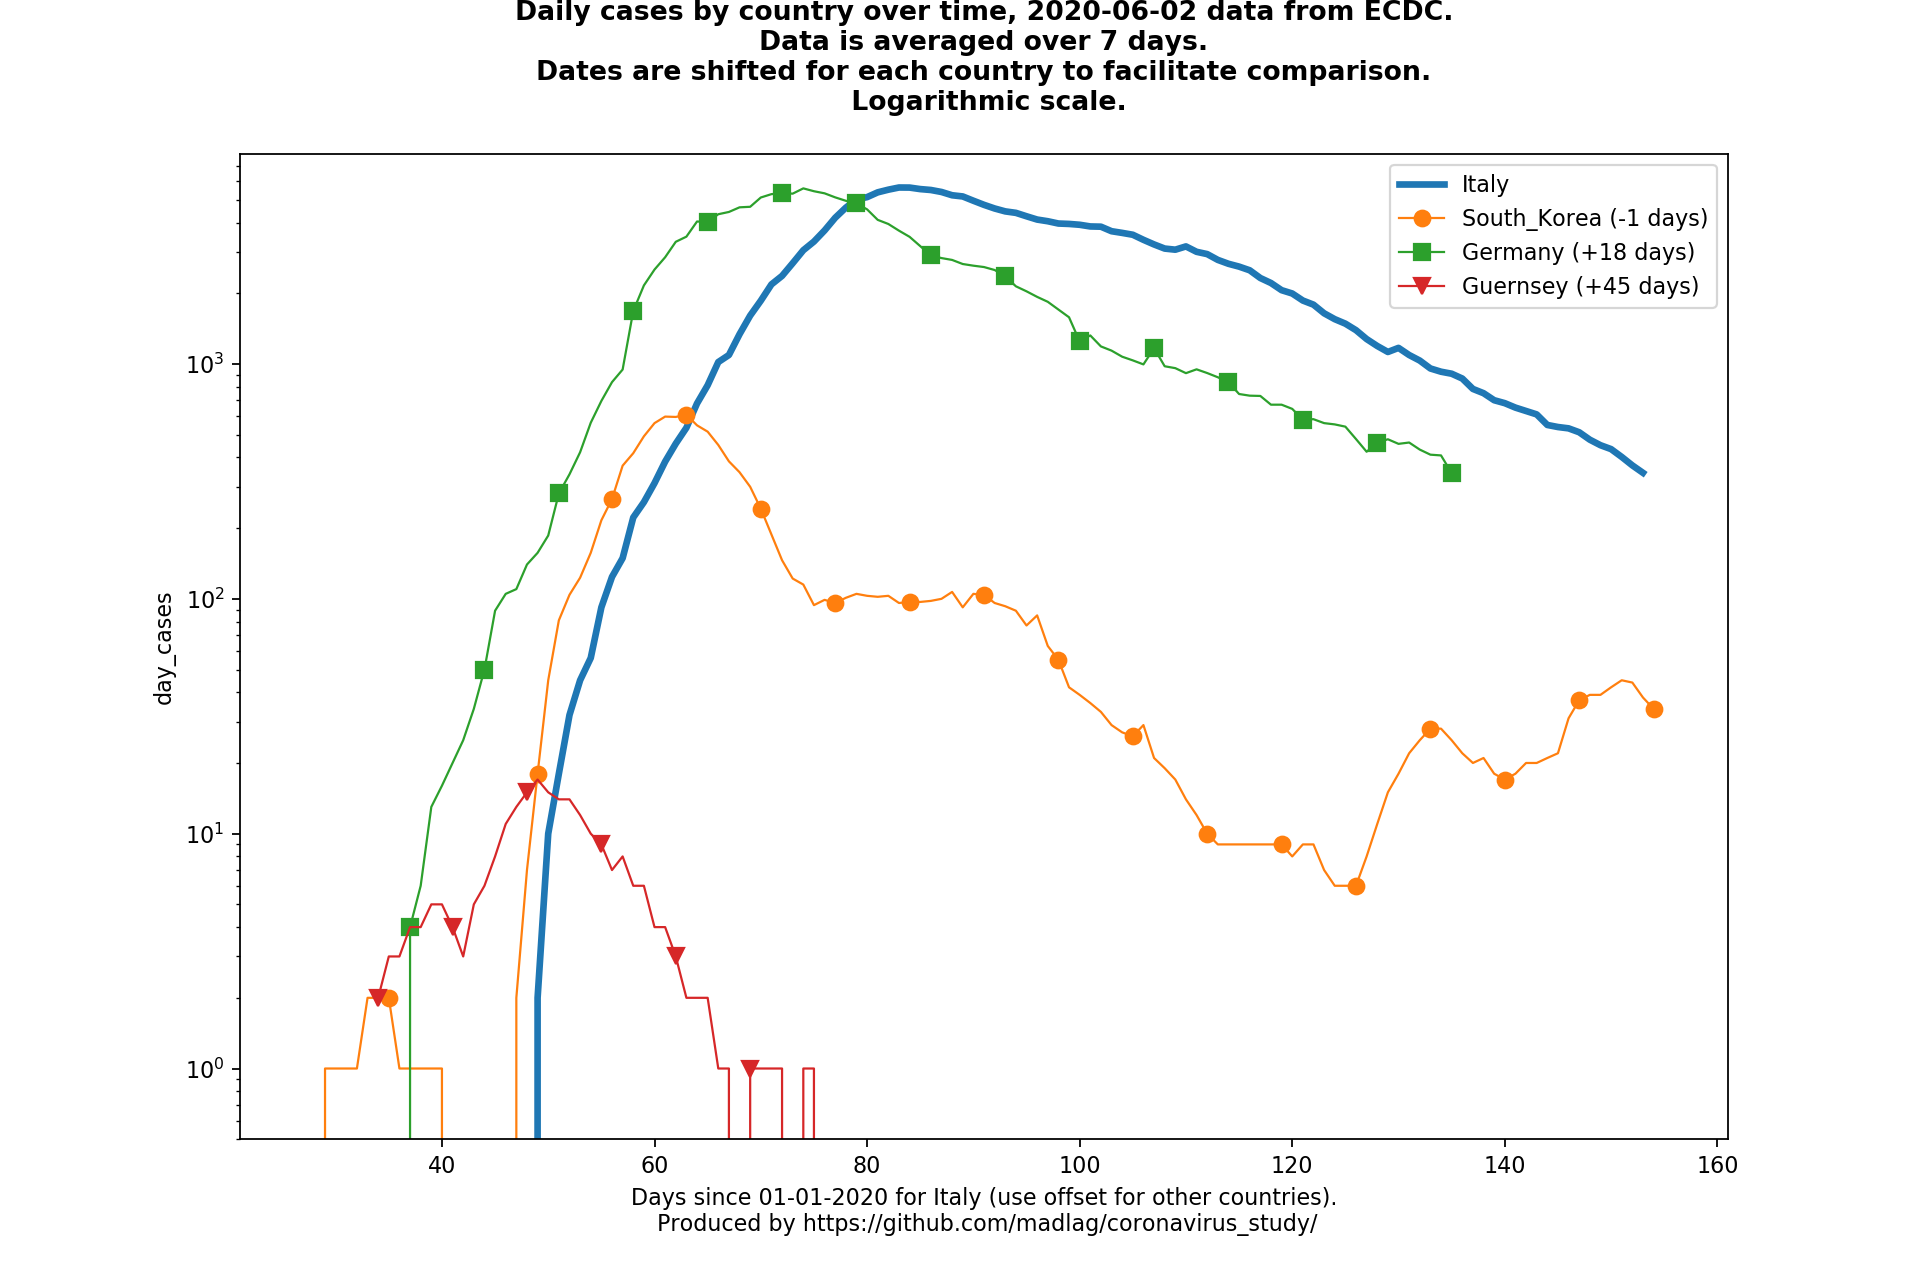 Daily cases by country over time, 2020-06-02 data from ECDC.
Data is averaged over 7 days.
Dates are shifted for each country to facilitate comparison.
Logarithmic scale.
Italy
South_Korea (-1 days)
Germany (+18 days)
Guernsey (+45 days)
day_cases
10³
10²
10¹
10⁰
40 60 80 100 120 140 160
Days since 01-01-2020 for Italy (use offset for other countries).
Produced by https://github.com/madlag/coronavirus_study/